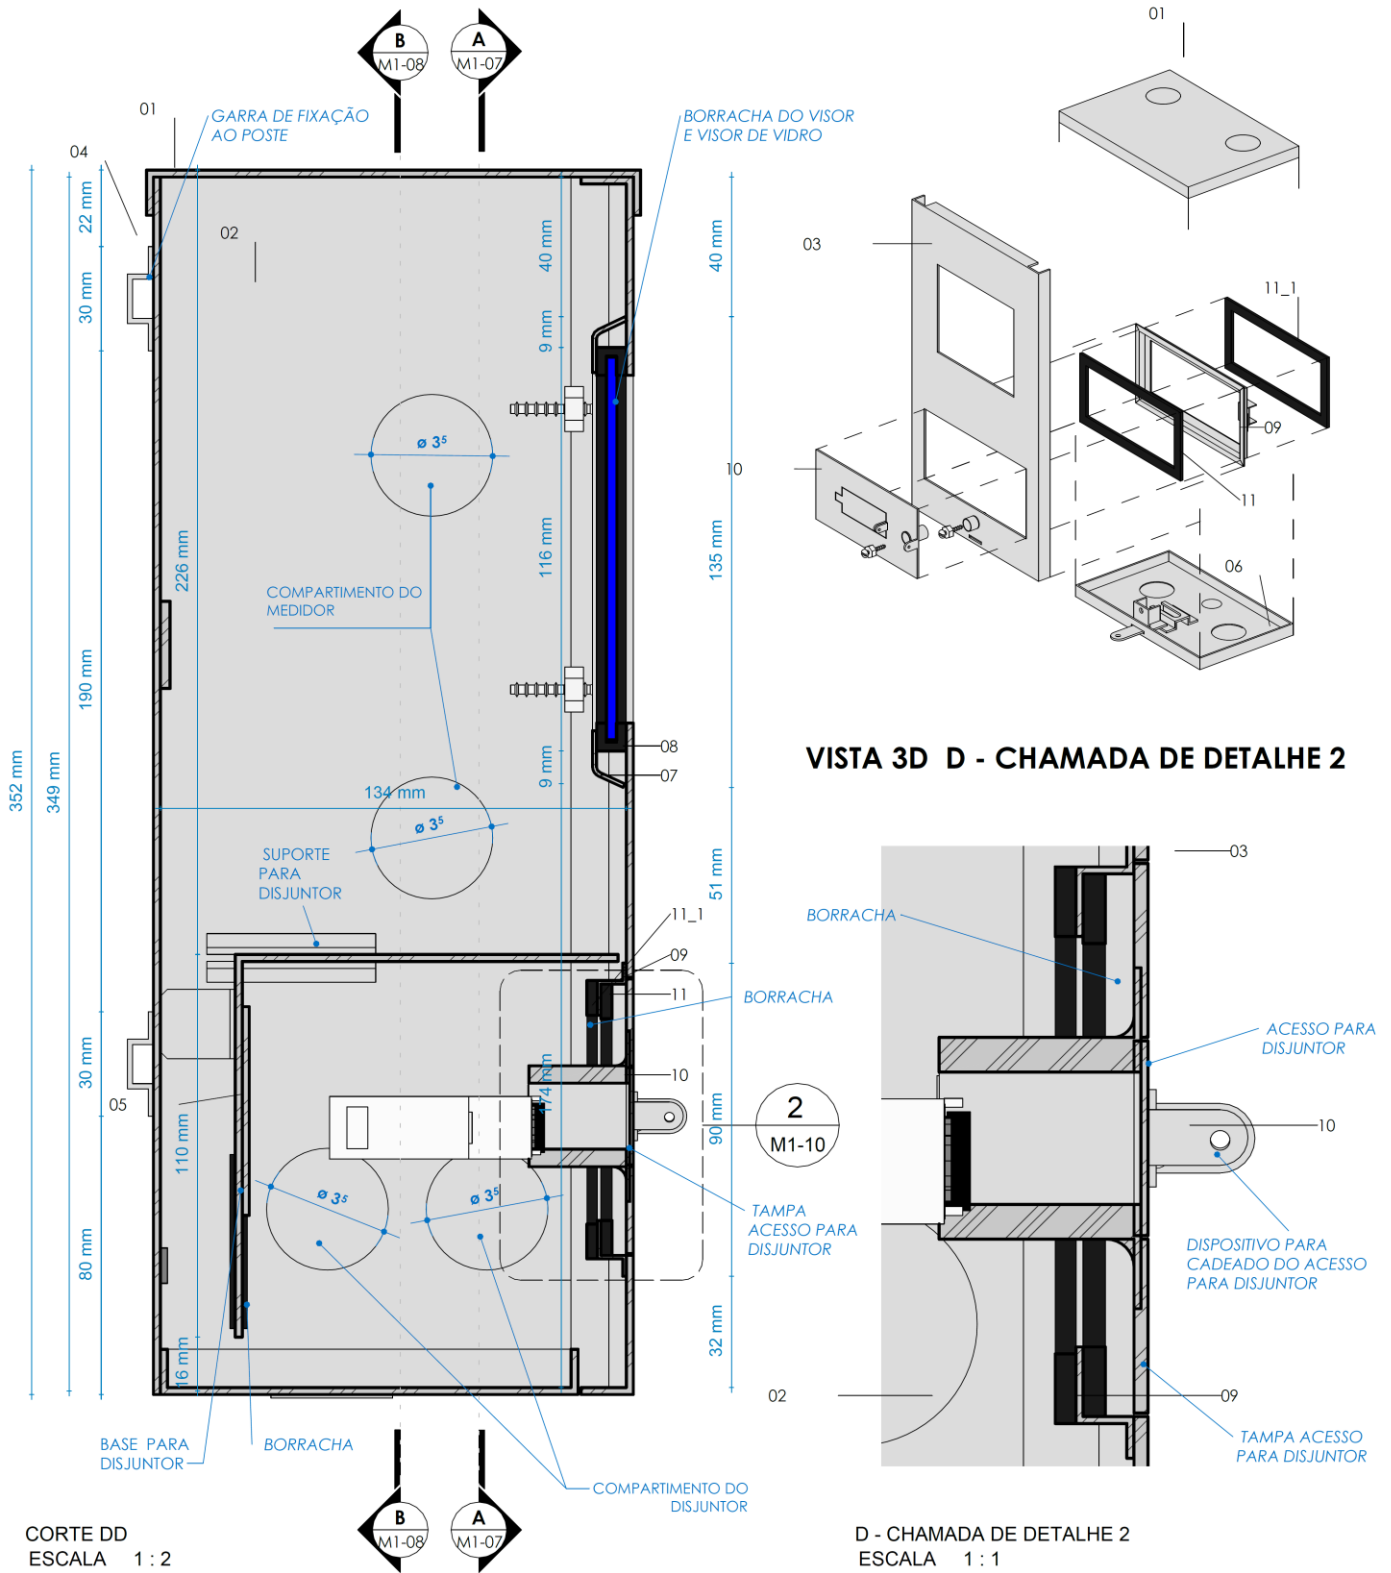 B
M1-08
A
M1-07
01
GARRA DE FIXAÇÃO
AO POSTE
BORRACHA DO VISOR
E VISOR DE VIDRO
04
02
22 mm
30 mm
40 mm
9 mm
40 mm
ø 3⁵
226 mm
116 mm
135 mm
COMPARTIMENTO DO
MEDIDOR
190 mm
352 mm
349 mm
9 mm
08
07
134 mm
ø 3⁵
SUPORTE
PARA
DISJUNTOR
51 mm
11_1
09
11
BORRACHA
30 mm
174 mm
10
05
110 mm
90 mm
2
M1-10
ø 3⁵
ø 3⁵
TAMPA
ACESSO PARA
DISJUNTOR
80 mm
16 mm
32 mm
BASE PARA
DISJUNTOR
BORRACHA
COMPARTIMENTO DO
DISJUNTOR
B
M1-08
A
M1-07
CORTE DD
ESCALA 1 : 2
01
03
11_1
09
10
11
06
VISTA 3D D - CHAMADA DE DETALHE 2
03
BORRACHA
ACESSO PARA
DISJUNTOR
10
DISPOSITIVO PARA
CADEADO DO ACESSO
PARA DISJUNTOR
02
09
TAMPA ACESSO
PARA DISJUNTOR
D - CHAMADA DE DETALHE 2
ESCALA 1 : 1